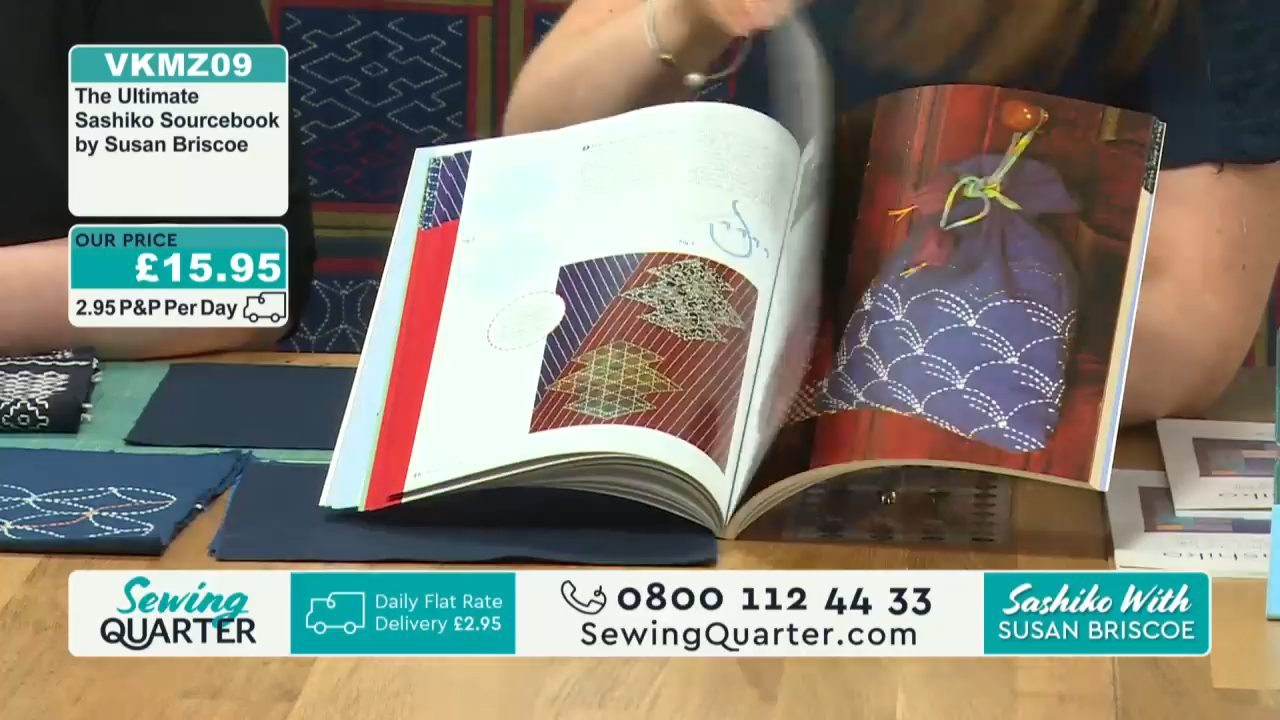 VKMZ09
The Ultimate
Sashiko Sourcebook
by Susan Briscoe
OUR PRICE
£15.95
2.95 P&P Per Day
Sewing
QUARTER
Daily Flat Rate
Delivery £2.95
0800 112 44 33
SewingQuarter.com
Sashiko With
SUSAN BRISCOE